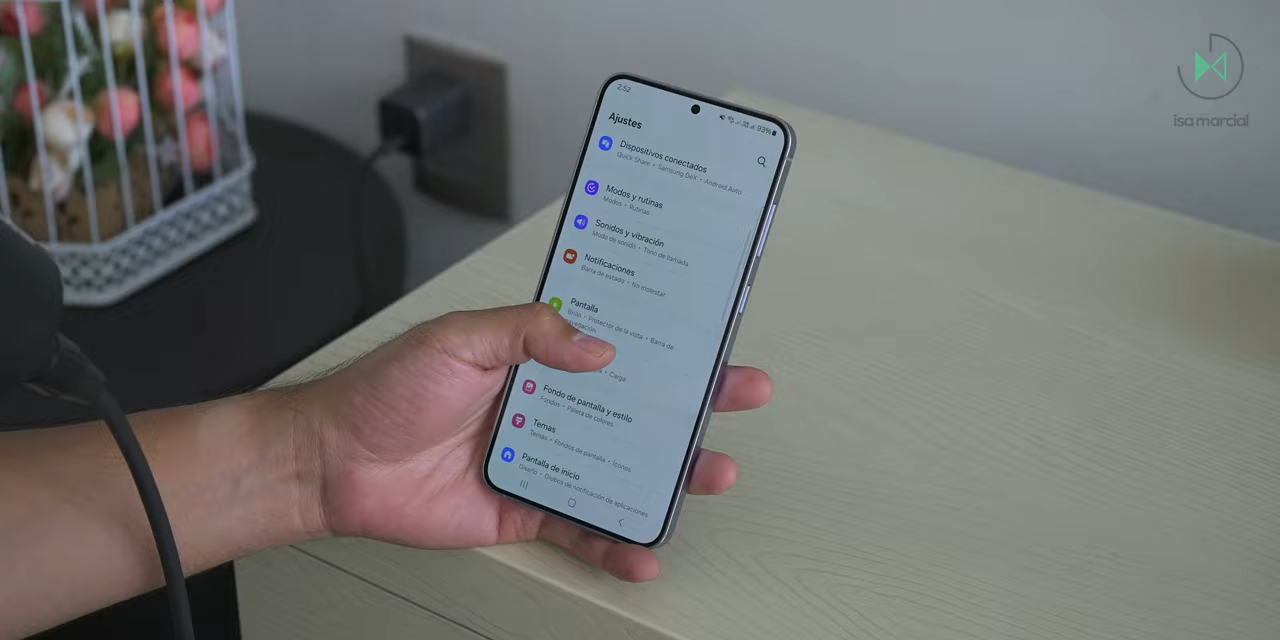 isa marcial
2:52
93%
Ajustes
Dispositivos conectados
Quick Share • Samsung DeX • Android Auto
Modos y rutinas
Modos • Rutinas
Sonidos y vibración
Modo de sonido • Tono de llamada
Notificaciones
Barra de estado • No molestar
Pantalla
Brillo • Protector de la vista • Barra de
navegación
Carga
Fondo de pantalla y estilo
Fondos • Paleta de colores
Temas
Temas • Fondos de pantalla • Iconos
Pantalla de inicio
Diseño • Globos de notificación de aplicaciones